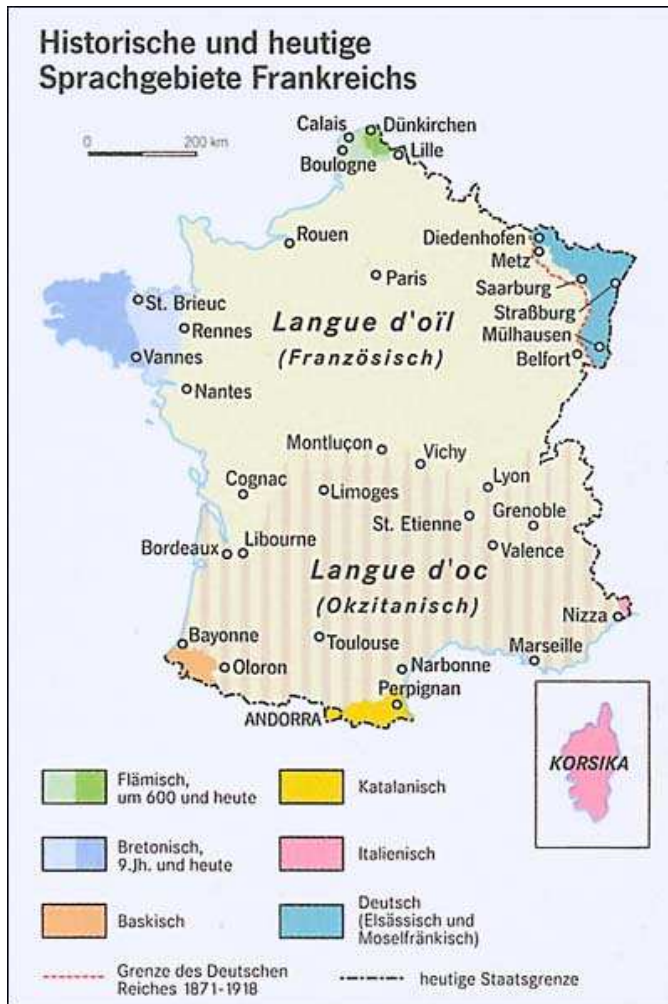 Historische und heutige
Sprachgebiete Frankreichs
0
200 km
Calais
Dünkirchen
Boulogne
Lille
Rouen
Diedenhofen
Metz
Paris
Saarburg
St. Brieuc
Straßburg
Langue d'oïl
Rennes
Mülhausen
(Französisch)
Vannes
Belfort
Nantes
Montluçon
Vichy
Cognac
Limoges
Lyon
St. Etienne
Grenoble
Bordeaux
Libourne
Valence
Langue d'oc
(Okzitanisch)
Nizza
Bayonne
Toulouse
Marseille
Oloron
Narbonne
Perpignan
ANDORRA
KORSIKA
Flämisch,
um 600 und heute
Katalanisch
Bretonisch,
9.Jh. und heute
Italienisch
Baskisch
Deutsch
(Elsässisch und
Moselfränkisch)
Grenze des Deutschen
Reiches 1871-1918
heutige Staatsgrenze